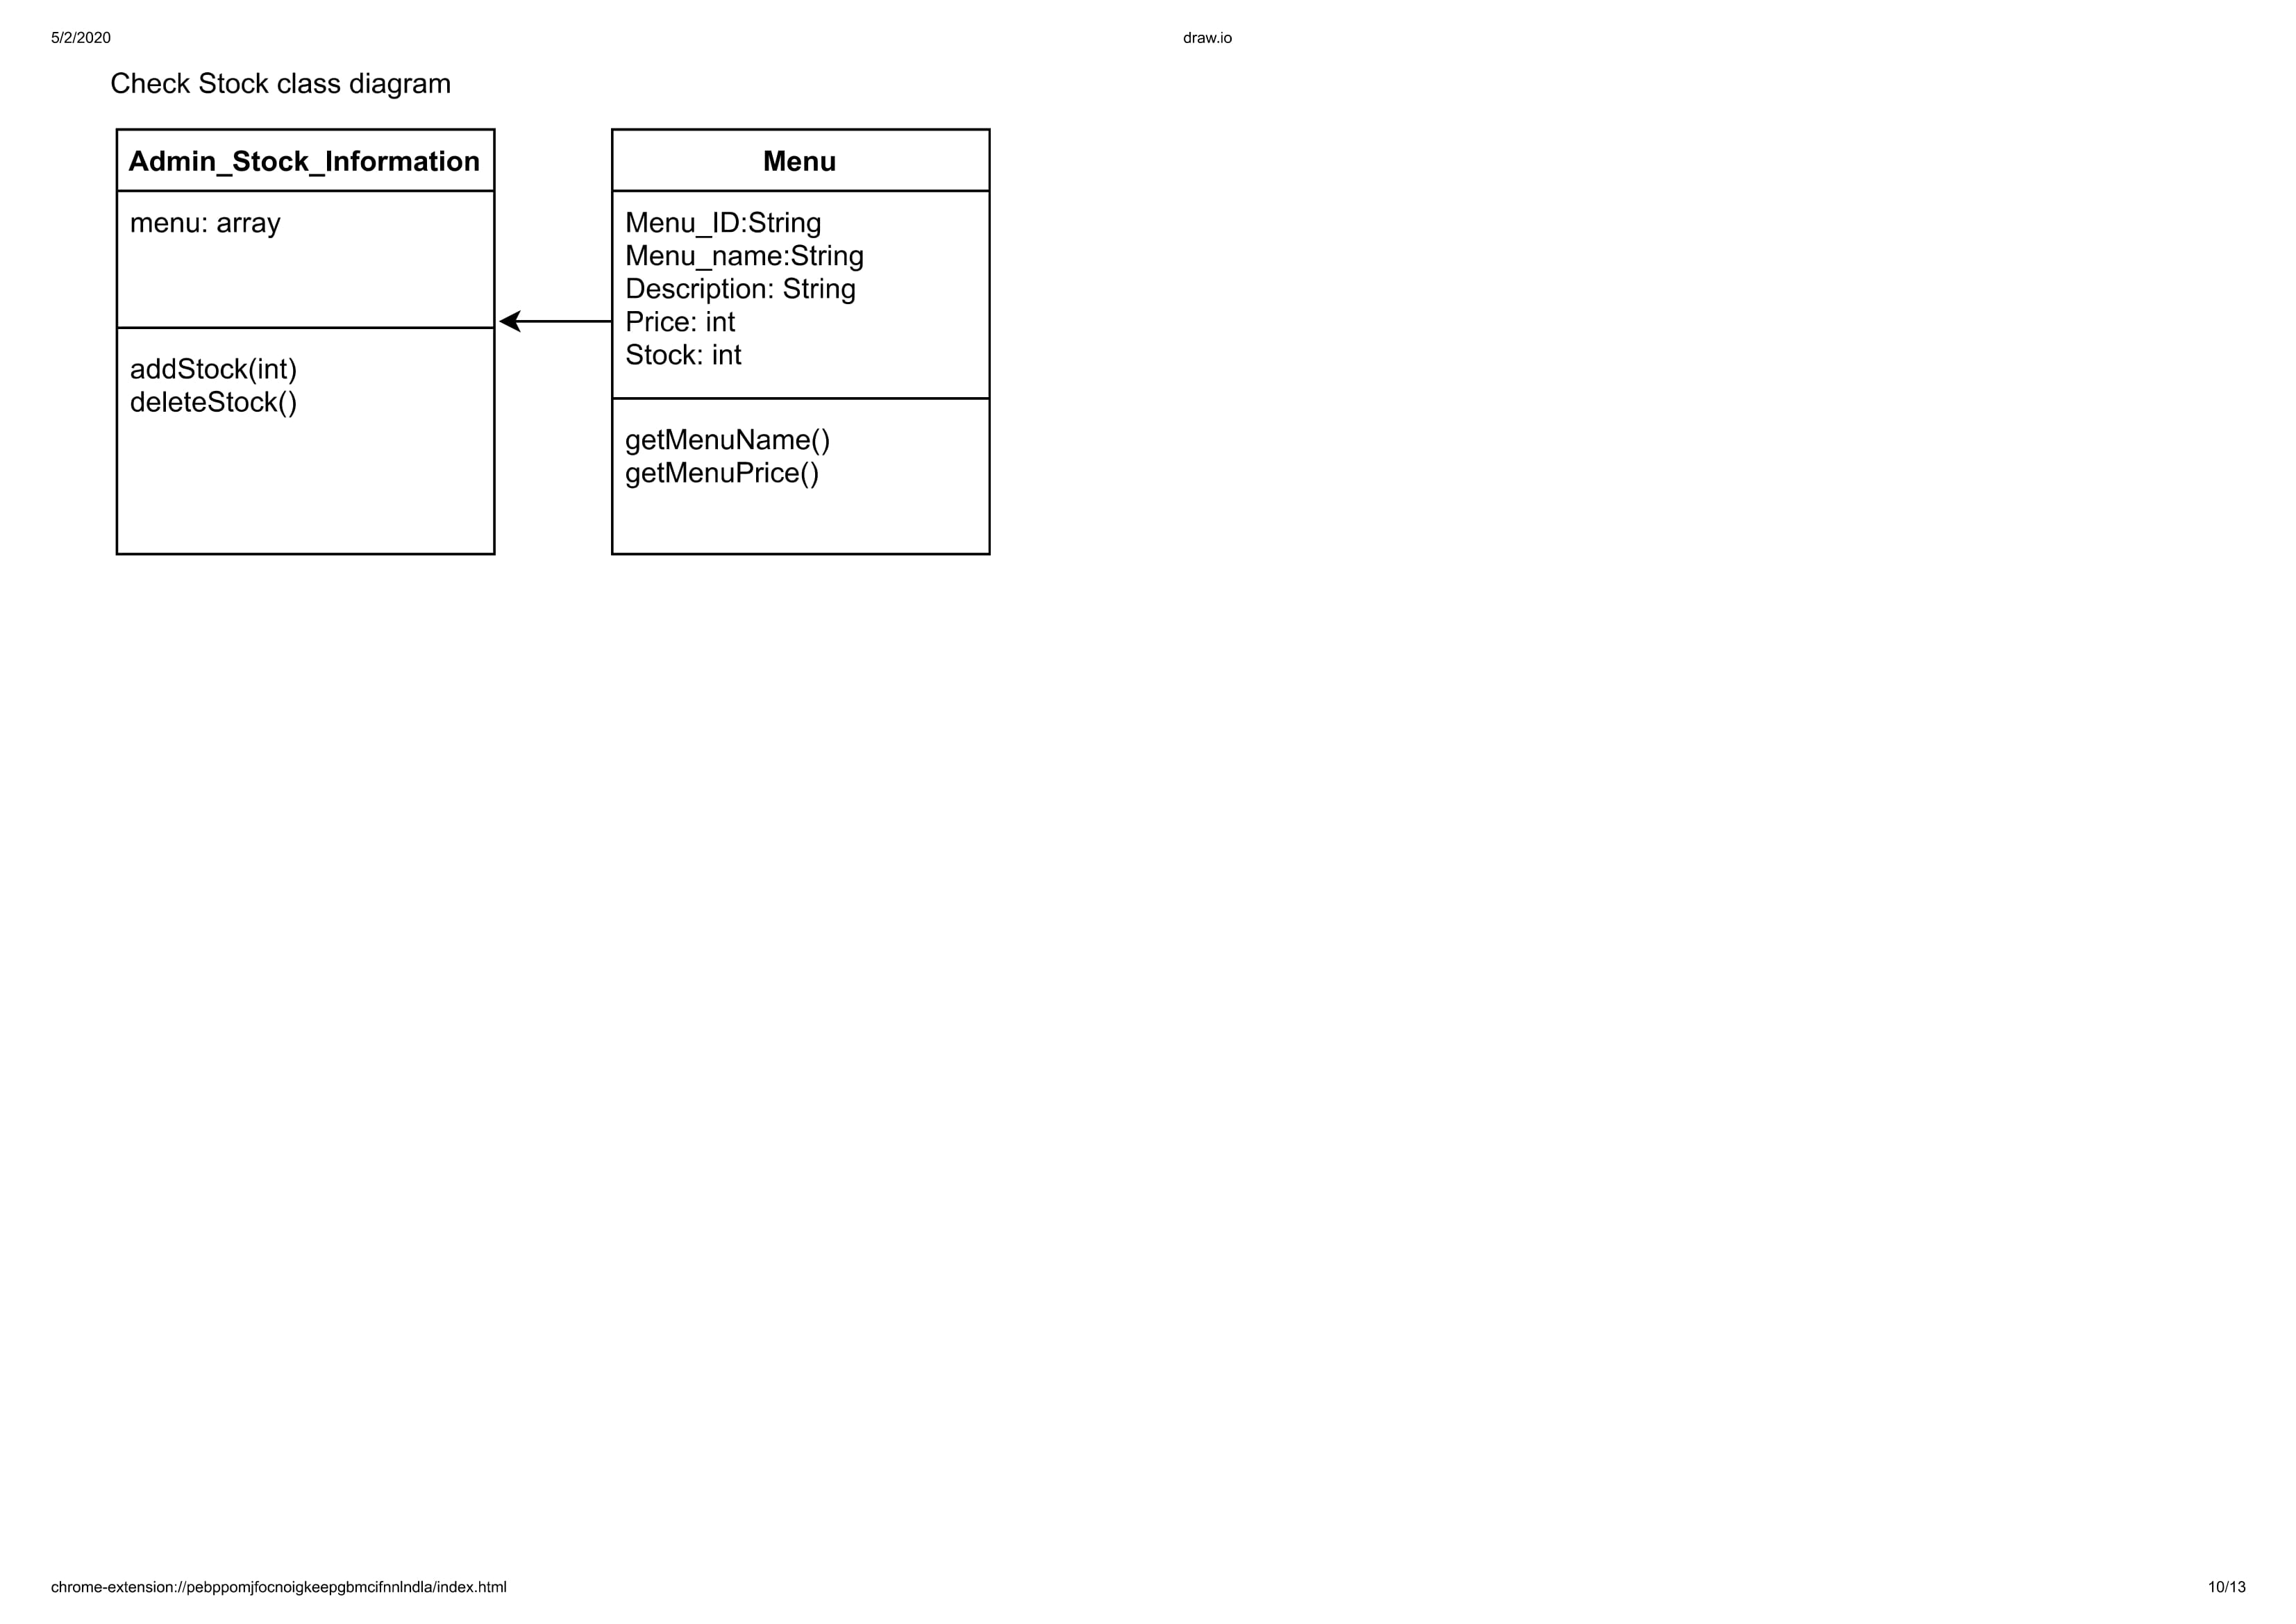 5/2/2020
draw.io
Check Stock class diagram
Admin_Stock_Information
menu: array
addStock(int)
deleteStock()
Menu
Menu_ID:String
Menu_name:String
Description: String
Price: int
Stock: int
getMenuName()
getMenuPrice()
chrome-extension://pebppomjfocnoigkeepgbmcifnnlndla/index.html
10/13